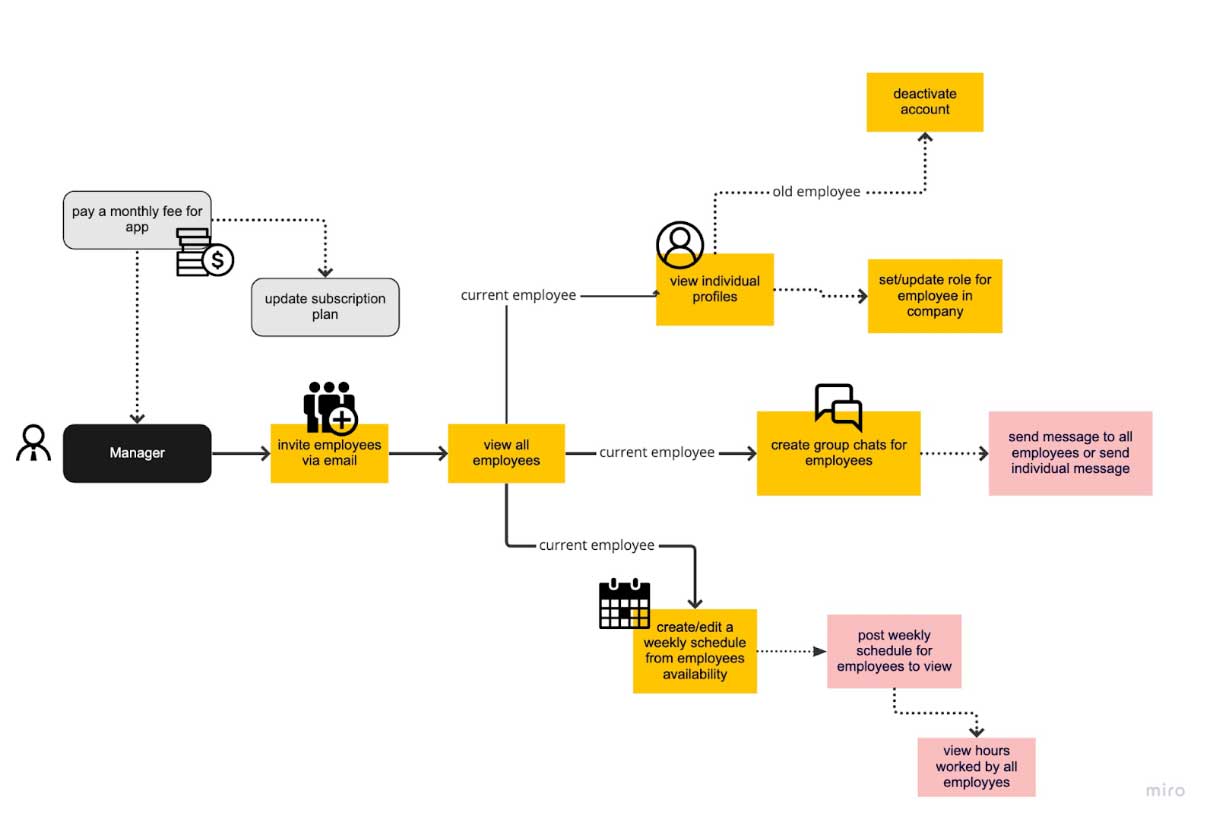 deactivate
account
old employee
pay a monthly fee for
app
$
view individual
profiles
set/update role for
employee in
company
current employee
update subscription
plan
Manager
invite employees
via email
view all
employees
current employee
create group chats for
employees
send message to all
employees or send
individual message
current employee
create/edit a
weekly schedule
from employees
availability
post weekly
schedule for
employees to view
view hours
worked by all
employyes
miro